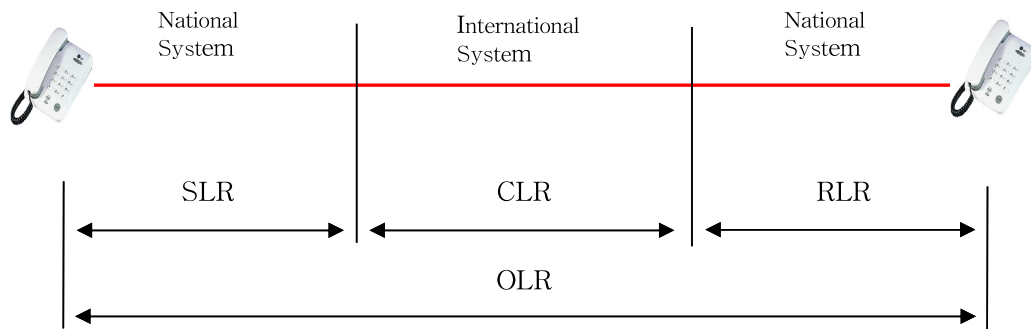 National
System
International
System
National
System
SLR
CLR
RLR
OLR